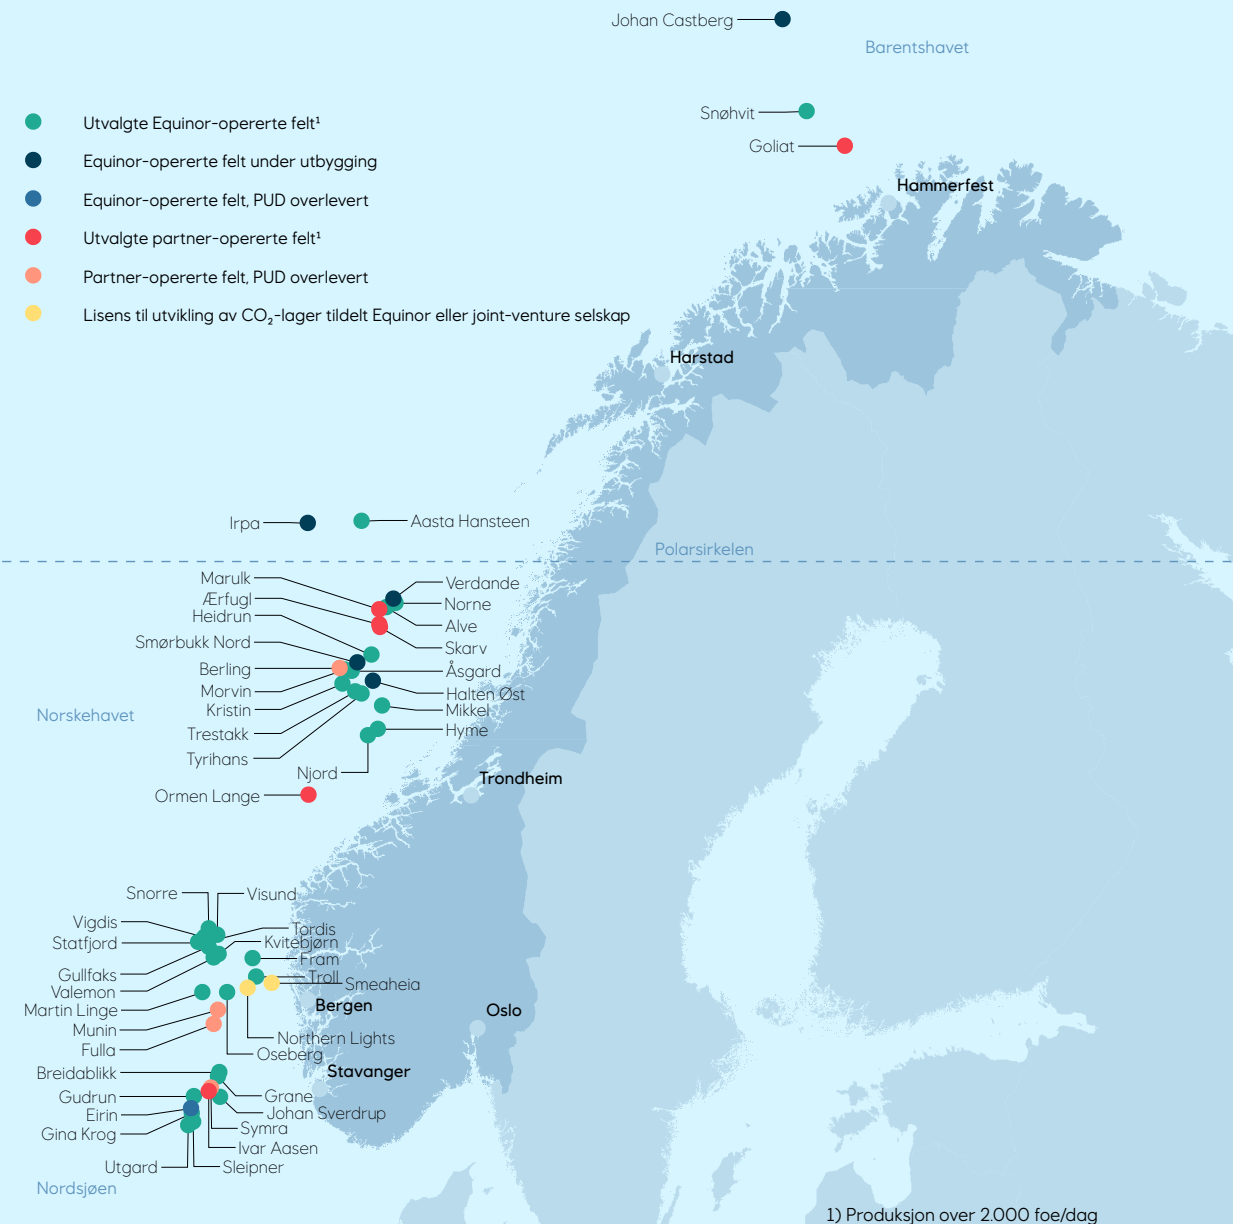 Johan Castberg
Barentshavet
Snøhvit
Goliat
Utvalgte Equinor-opererte felt¹
Equinor-opererte felt under utbygging
Equinor-opererte felt, PUD overlevert
Utvalgte partner-opererte felt¹
Partner-opererte felt, PUD overlevert
Lisens til utvikling av CO₂-lager tildelt Equinor eller joint-venture selskap
Hammerfest
Harstad
Irpa
Aasta Hansteen
Polarsirkelen
Marulk
Ærfugl
Heidrun
Smørbukk Nord
Berling
Morvin
Kristin
Trestakk
Tyrihans
Njord
Ormen Lange
Verdande
Norne
Alve
Skarv
Åsgard
Halten Øst
Mikkel
Hyme
Norskehavet
Trondheim
Snorre
Visund
Vigdis
Statfjord
Gullfaks
Valemon
Martin Linge
Munin
Fulla
Tordis
Kvitebjørn
Fram
Troll
Smeaheia
Bergen
Oslo
Northern Lights
Oseberg
Stavanger
Breidablikk
Gudrun
Eirin
Gina Krog
Utgard
Grane
Johan Sverdrup
Symra
Ivar Aasen
Sleipner
Nordsjøen
1) Produksjon over 2.000 foe/dag